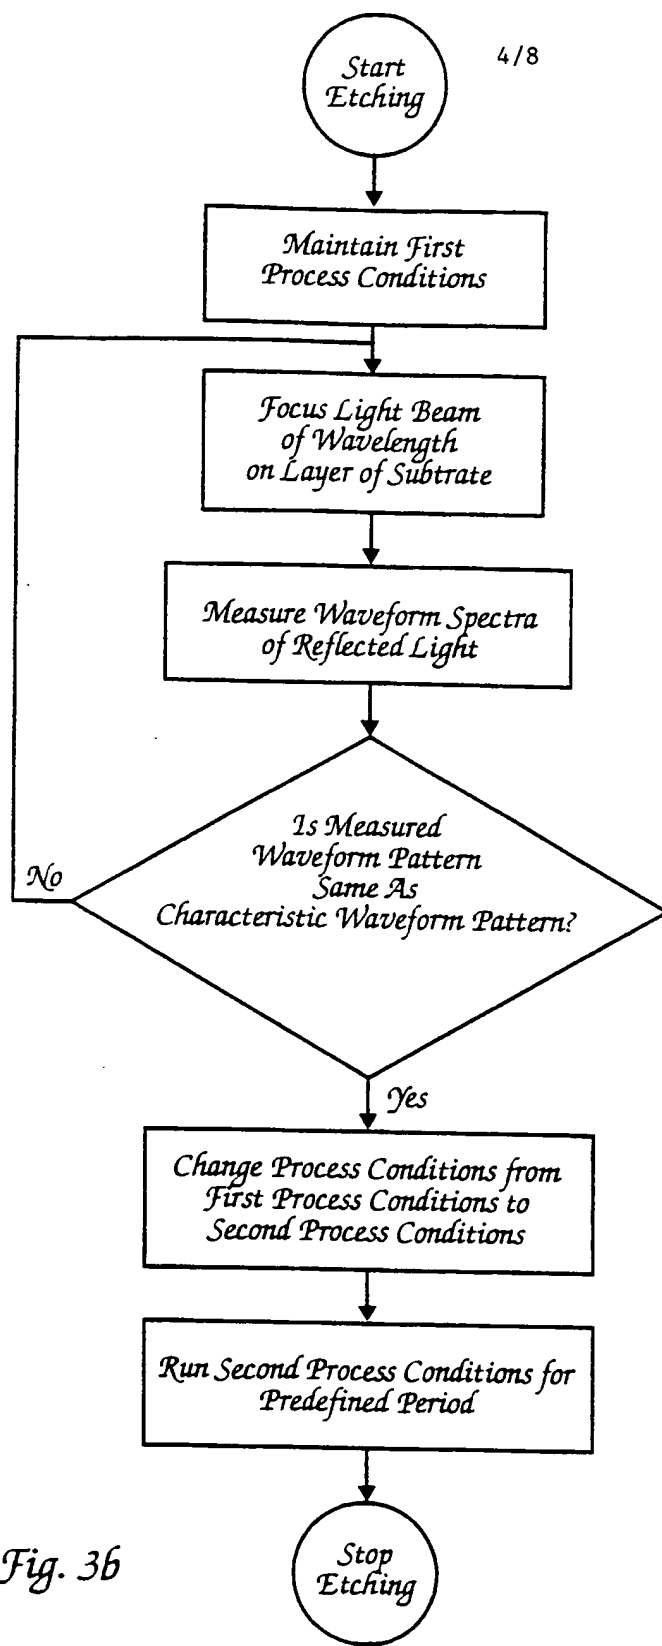 4/8
Start
Etching
Maintain First
Process Conditions
Focus Light Beam
of Wavelength
on Layer of Subtrate
Measure Waveform Spectra
of Reflected Light
Is Measured
Waveform Pattern
Same As
Characteristic Waveform Pattern?
No
Yes
Change Process Conditions from
First Process Conditions to
Second Process Conditions
Run Second Process Conditions for
Predefined Period
Stop
Etching
Fig. 3b